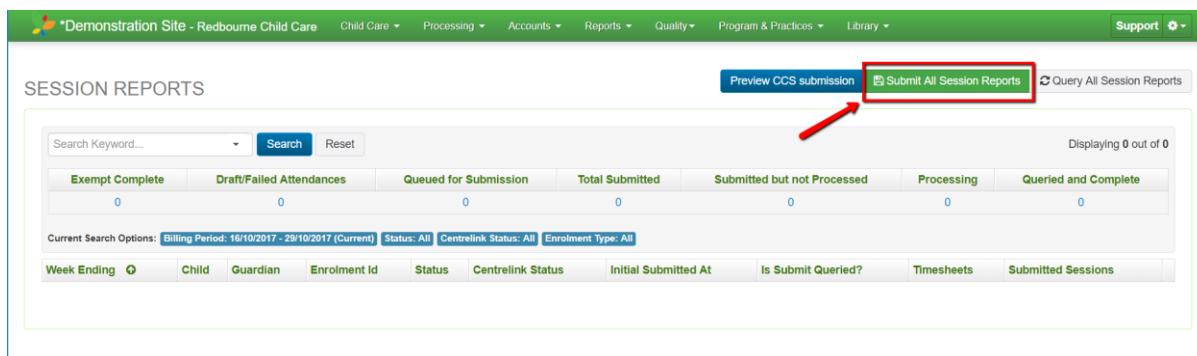 *Demonstration Site - Redbourne Child Care Child Care Processing Accounts Reports Quality Program & Practices Library Support
SESSION REPORTS Preview CCS submission Submit All Session Reports Query All Session Reports
Search Keyword... Search Reset Displaying 0 out of 0
Exempt Complete Draft/Failed Attendances Queued for Submission Total Submitted Submitted but not Processed Processing Queried and Complete
0 0 0 0 0 0 0
Current Search Options: Billing Period: 16/10/2017 - 29/10/2017 (Current) Status: All Centrelink Status: All Enrolment Type: All
Week Ending Child Guardian Enrolment Id Status Centrelink Status Initial Submitted At Is Submit Queried? Timesheets Submitted Sessions